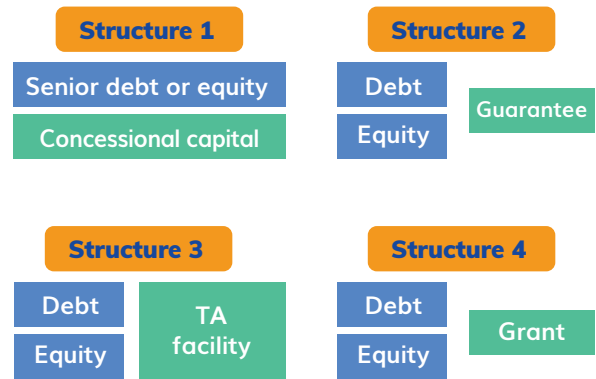 Structure 1
Senior debt or equity
Concessional capital
Structure 2
Debt
Equity
Guarantee
Structure 3
Debt
Equity
TA
facility
Structure 4
Debt
Equity
Grant